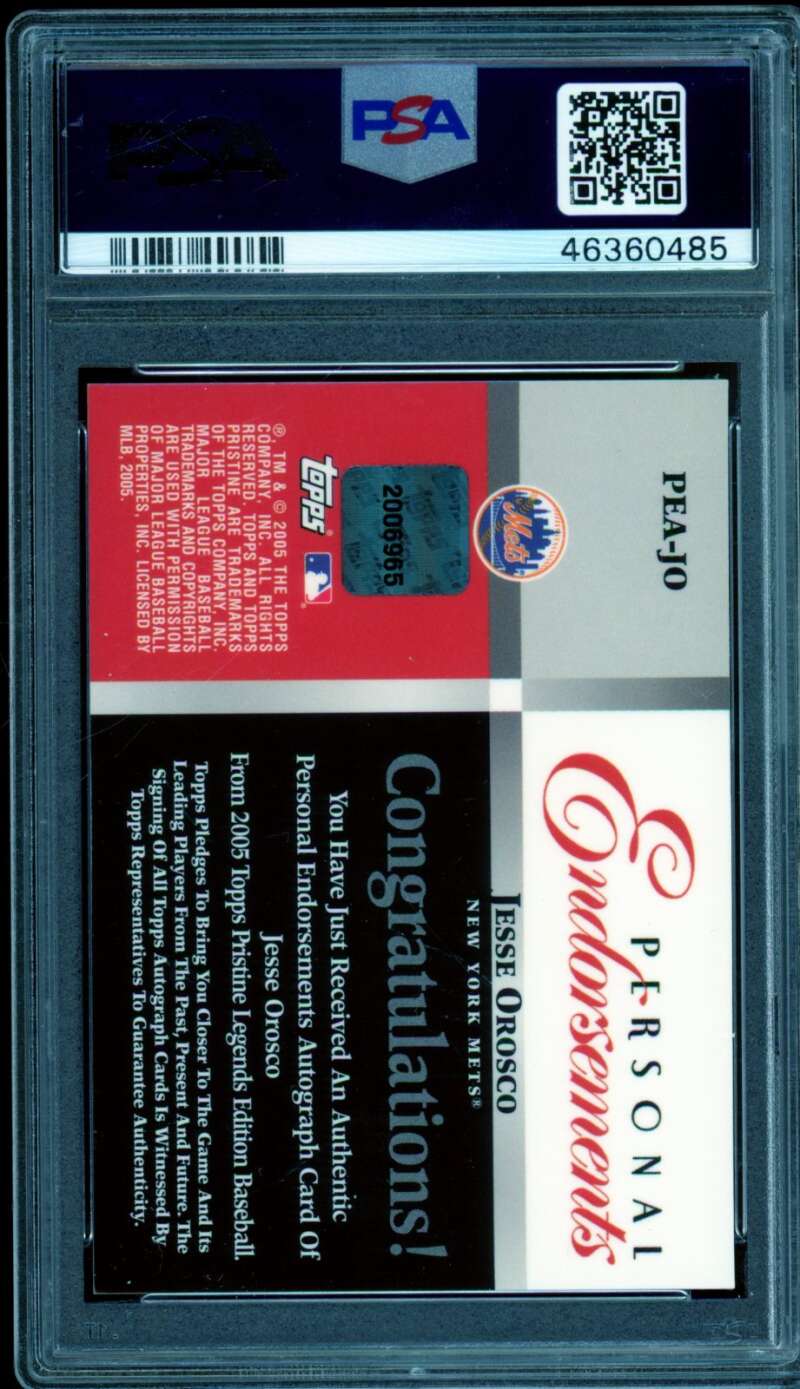 PSA
PSA
46360485
PEA-JO
PERSONAL
Endorsements
Mets
JESSE OROSCO
NEW YORK METS®
2006965
topps®
®, TM & © 2005 THE TOPPS
COMPANY, INC. ALL RIGHTS
RESERVED. TOPPS AND TOPPS
PRISTINE ARE TRADEMARKS
OF THE TOPPS COMPANY, INC.
MAJOR LEAGUE BASEBALL
TRADEMARKS AND COPYRIGHTS
ARE USED WITH PERMISSION
OF MAJOR LEAGUE BASEBALL
PROPERTIES, INC. LICENSED BY
MLB, 2005.
Congratulations!
You Have Just Received An Authentic
Personal Endorsements Autograph Card Of
Jesse Orosco
From 2005 Topps Pristine Legends Edition Baseball.
Topps Pledges To Bring You Closer To The Game And Its
Leading Players From The Past, Present And Future. The
Signing Of All Topps Autograph Cards Is Witnessed By
Topps Representatives To Guarantee Authenticity.